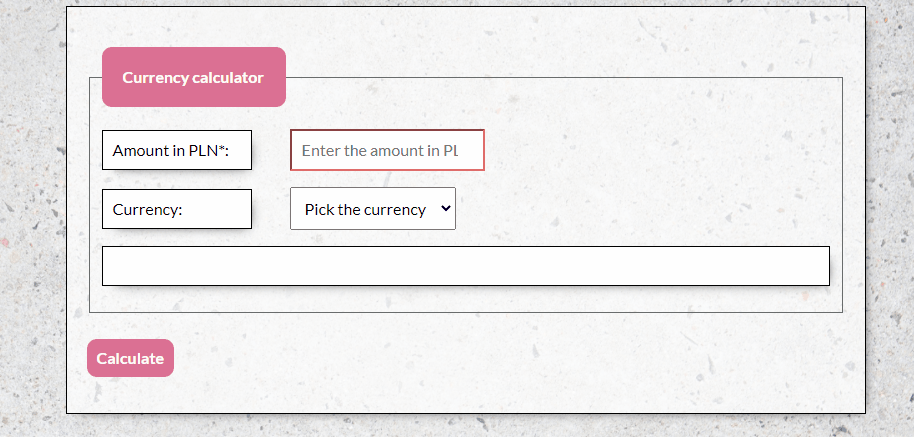 Currency calculator
Amount in PLN*:
Enter the amount in PL
Currency:
Pick the currency
Calculate